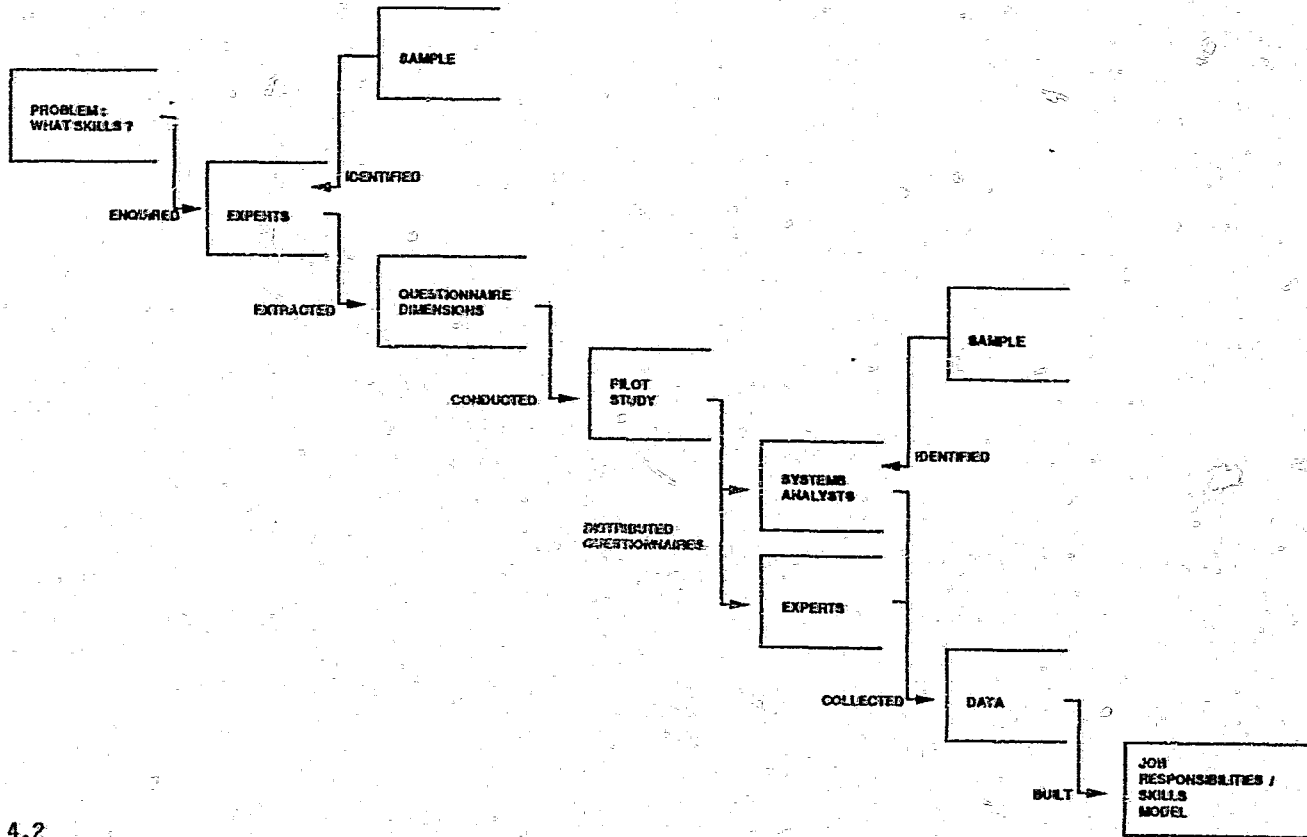 SAMPLE
PROBLEM :
WHAT SKILLS ?
IDENTIFIED
ENQUIRED
EXPERTS
QUESTIONNAIRE
DIMENSIONS
EXTRACTED
SAMPLE
PILOT
STUDY
CONDUCTED
IDENTIFIED
SYSTEMS
ANALYSTS
DISTRIBUTED
QUESTIONNAIRES
EXPERTS
COLLECTED
DATA
JOB
RESPONSIBILITIES /
SKILLS
MODEL
BUILT
4.2